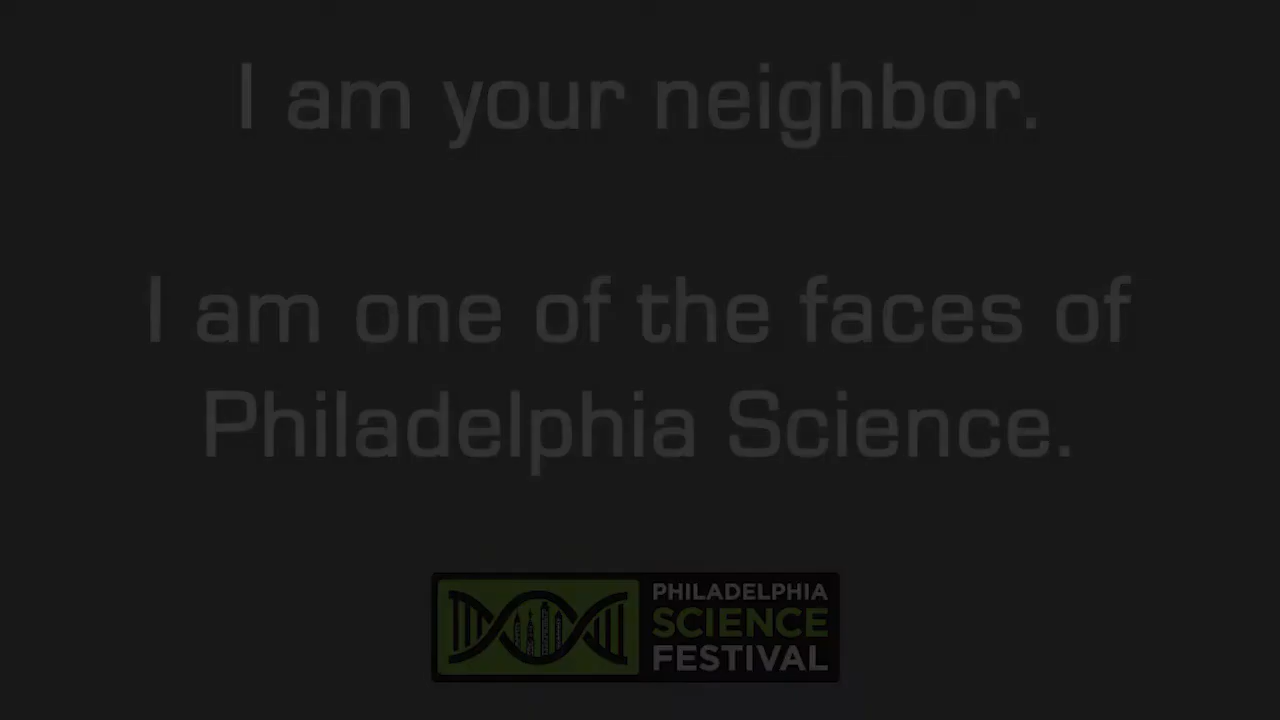 I am your neighbor.
I am one of the faces of
Philadelphia Science.
PHILADELPHIA
SCIENCE
FESTIVAL